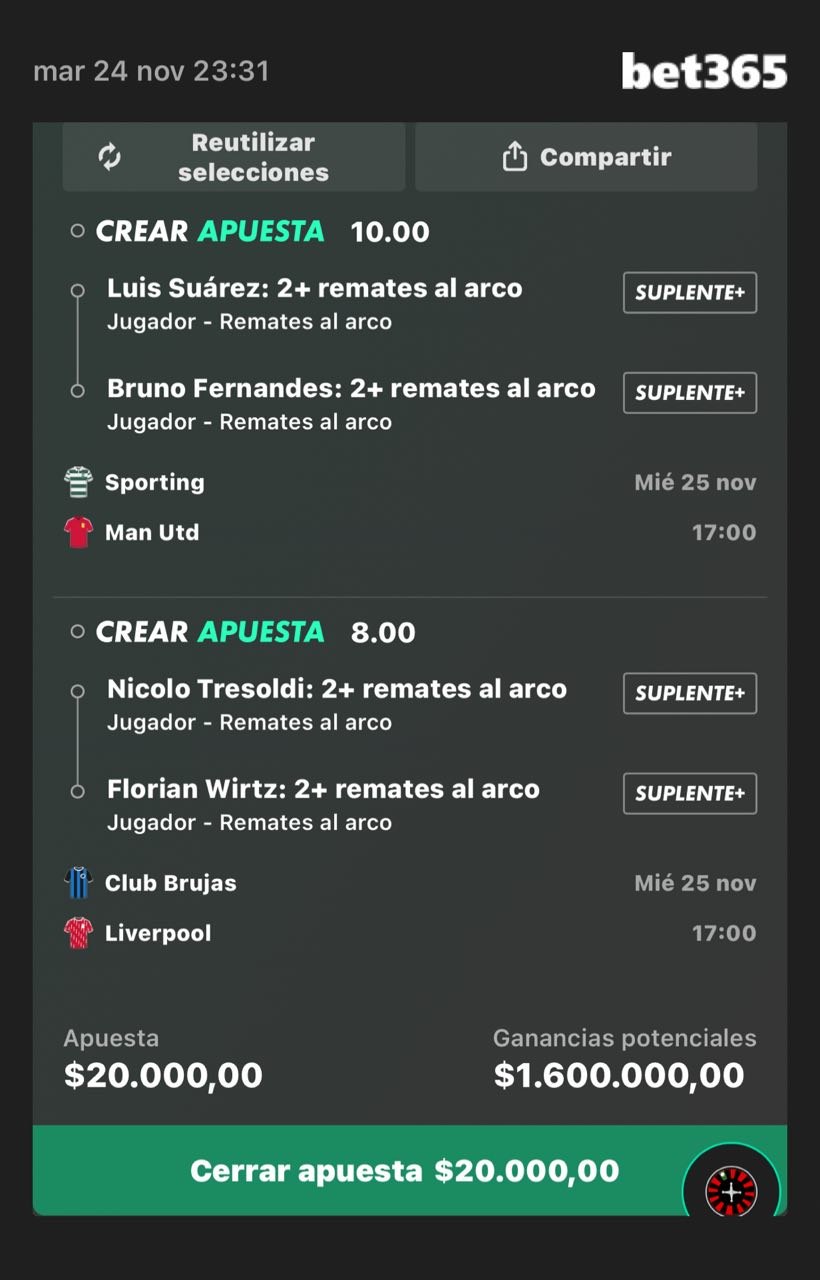 mar 24 nov 23:31
bet365
Reutilizar
selecciones
Compartir
CREAR APUESTA 10.00
Luis Suárez: 2+ remates al arco
SUPLENTE+
Jugador - Remates al arco
Bruno Fernandes: 2+ remates al arco
SUPLENTE+
Jugador - Remates al arco
Sporting
Mié 25 nov
Man Utd
17:00
CREAR APUESTA 8.00
Nicolo Tresoldi: 2+ remates al arco
SUPLENTE+
Jugador - Remates al arco
Florian Wirtz: 2+ remates al arco
SUPLENTE+
Jugador - Remates al arco
Club Brujas
Mié 25 nov
Liverpool
17:00
Apuesta
Ganancias potenciales
$20.000,00
$1.600.000,00
Cerrar apuesta $20.000,00